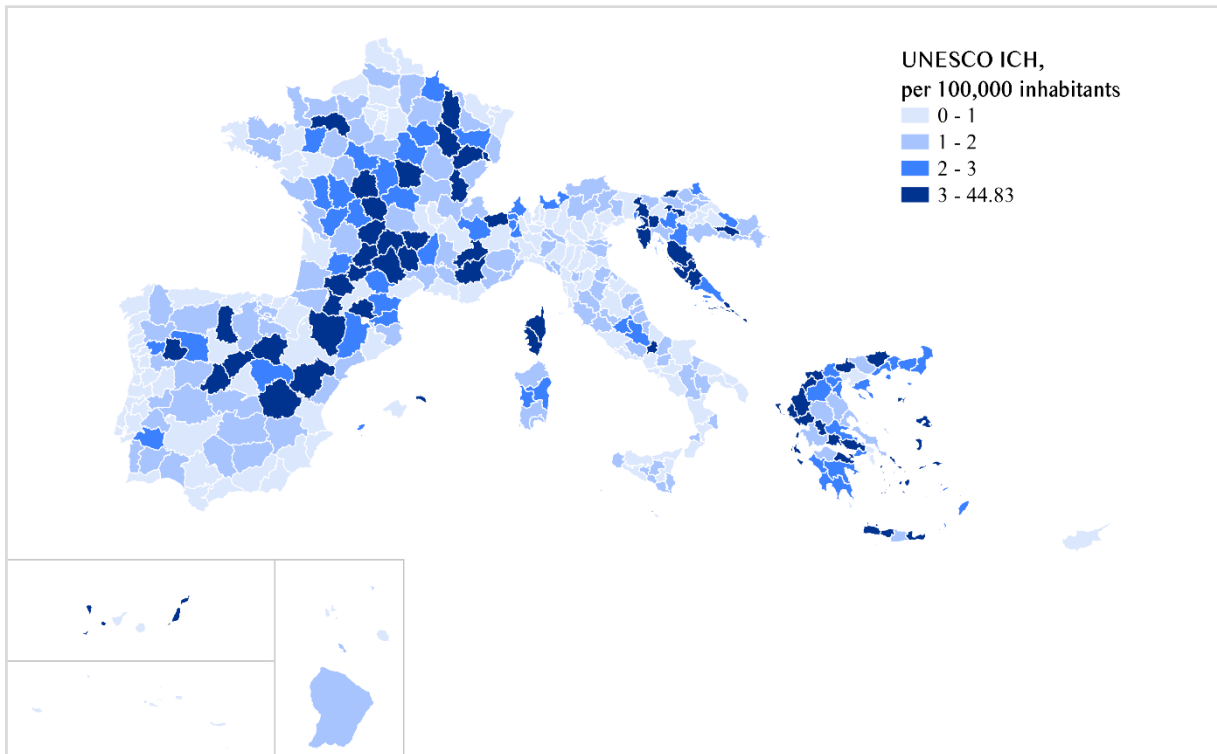 UNESCO ICH,
per 100,000 inhabitants
0 - 1
1 - 2
2 - 3
3 - 44.83